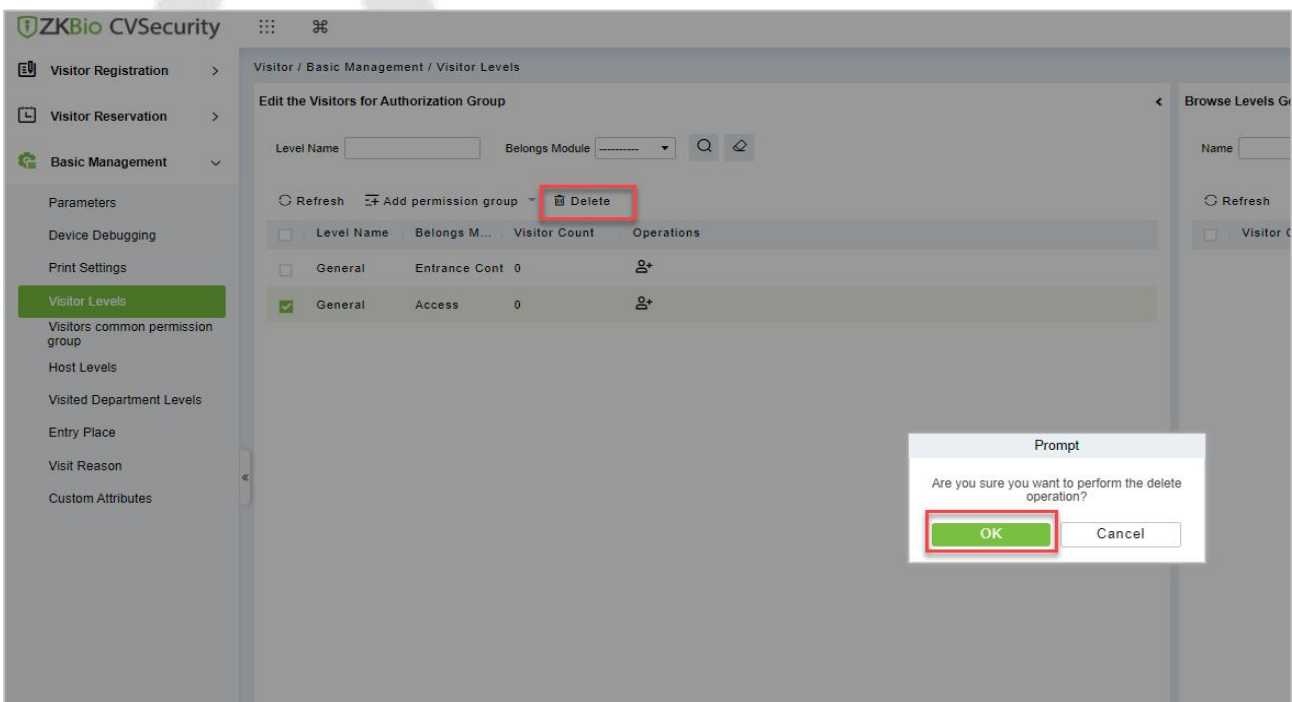 ZKBio CVSecurity
Visitor Registration
Visitor Reservation
Basic Management
Parameters
Device Debugging
Print Settings
Visitor Levels
Visitors common permission
group
Host Levels
Visited Department Levels
Entry Place
Visit Reason
Custom Attributes
Visitor / Basic Management / Visitor Levels
Edit the Visitors for Authorization Group
Level Name
Belongs Module ----------
Refresh Add permission group Delete
Level Name Belongs M... Visitor Count Operations
General Entrance Cont 0
General Access 0
Browse Levels
Name
Refresh
Visitor
Prompt
Are you sure you want to perform the delete
operation?
OK Cancel